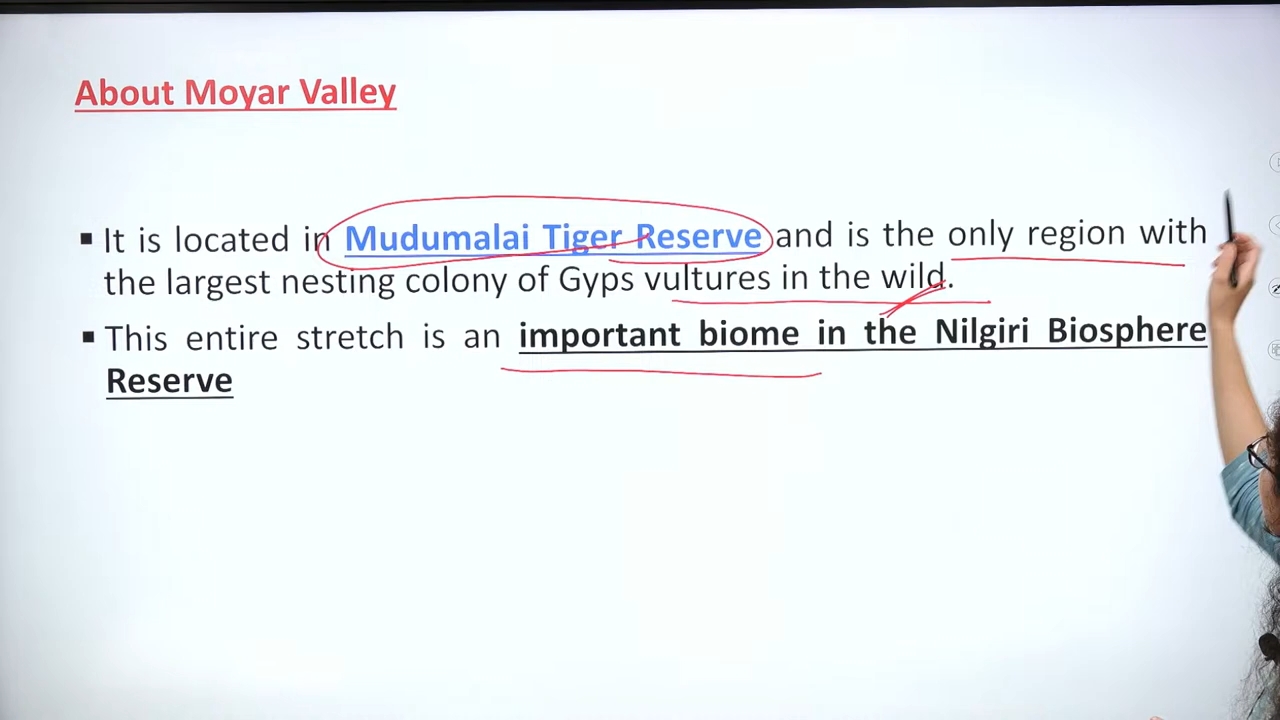 About Moyar Valley
▪ It is located in Mudumalai Tiger Reserve and is the only region with
the largest nesting colony of Gyps vultures in the wild.
▪ This entire stretch is an important biome in the Nilgiri Biosphere
Reserve